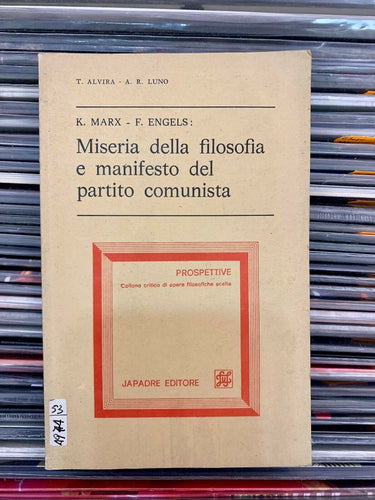 T. ALVIRA - A. R. LUNO
K. MARX - F. ENGELS:
Miseria della filosofia
e manifesto del
partito comunista
PROSPETTIVE
Collana critica di opere filosofiche scelte
JAPADRE EDITORE
53